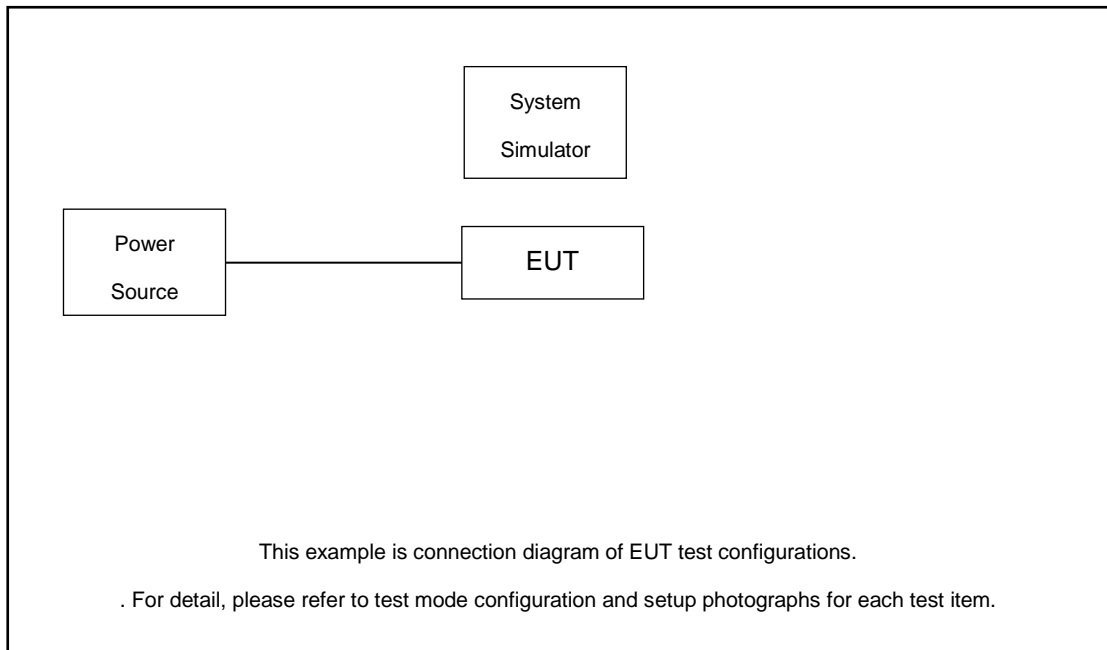 System
Simulator
Power
Source
EUT
This example is connection diagram of EUT test configurations.
. For detail, please refer to test mode configuration and setup photographs for each test item.